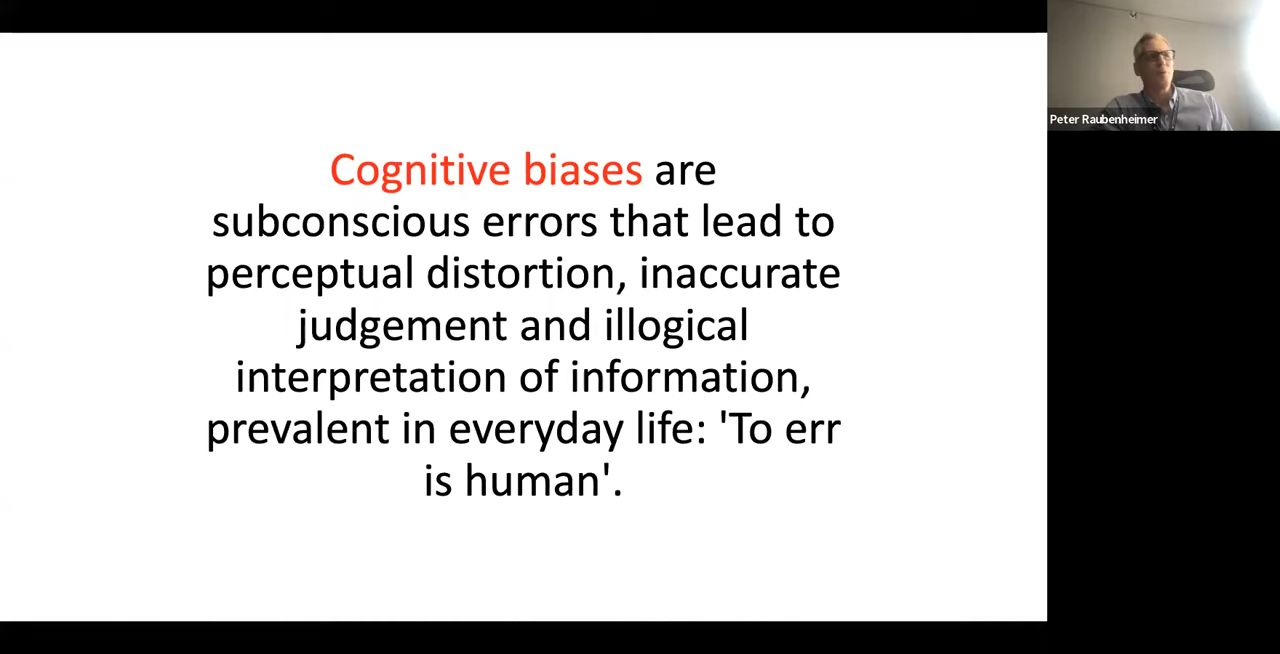 Cognitive biases are
subconscious errors that lead to
perceptual distortion, inaccurate
judgement and illogical
interpretation of information,
prevalent in everyday life: 'To err
is human'.
Peter Raubenheimer